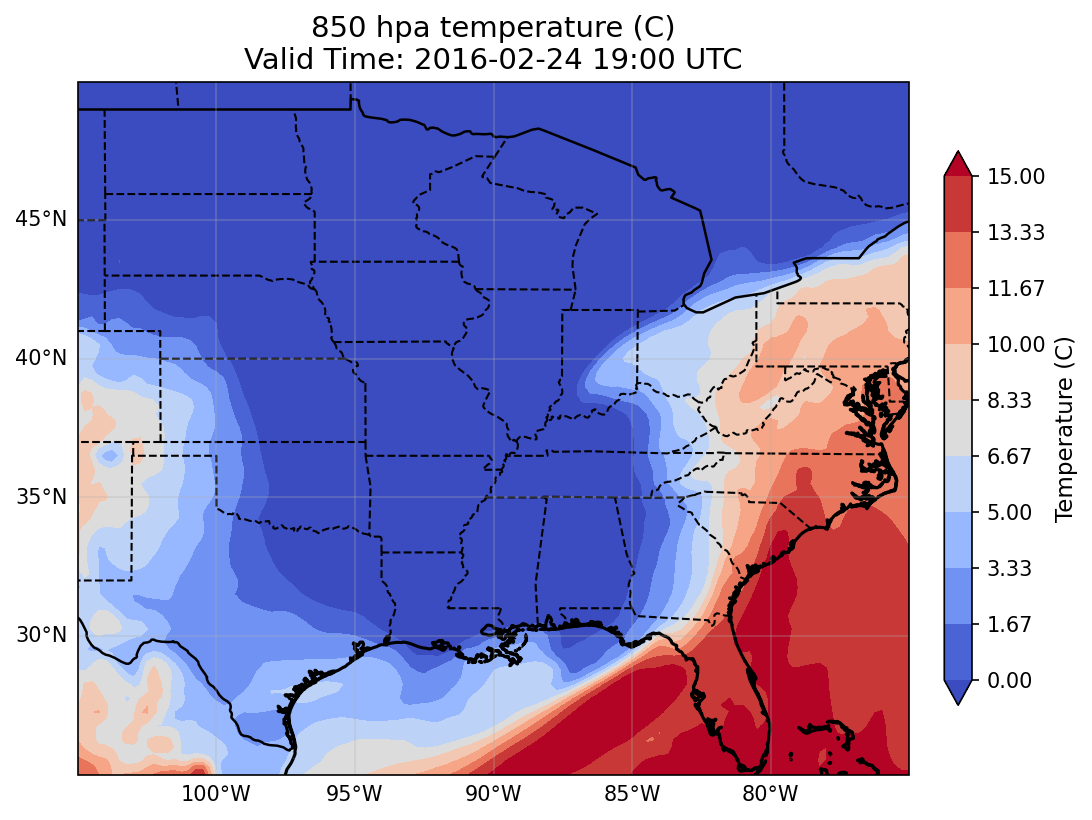 850 hpa temperature (C)
Valid Time: 2016-02-24 19:00 UTC
45°N
40°N
35°N
30°N
100°W
95°W
90°W
85°W
80°W
15.00
13.33
11.67
10.00
8.33
6.67
5.00
3.33
1.67
0.00
Temperature (C)